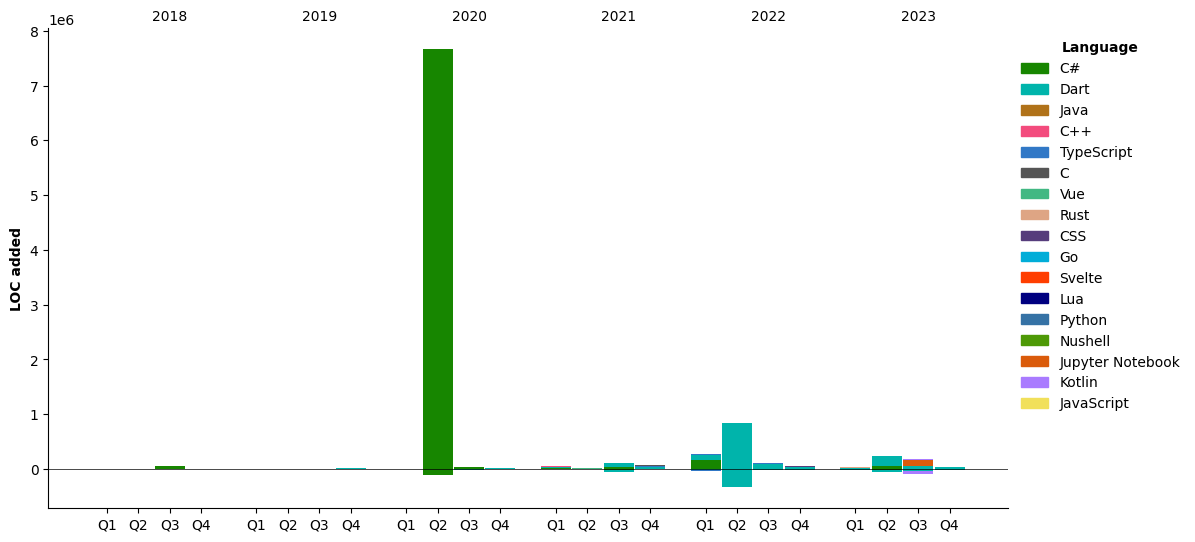 1e6
2018 2019 2020 2021 2022 2023
8
7
6
5
4
3
2
1
0
LOC added
Q1 Q2 Q3 Q4 Q1 Q2 Q3 Q4 Q1 Q2 Q3 Q4 Q1 Q2 Q3 Q4 Q1 Q2 Q3 Q4 Q1 Q2 Q3 Q4
Language
C#
Dart
Java
C++
TypeScript
C
Vue
Rust
CSS
Go
Svelte
Lua
Python
Nushell
Jupyter Notebook
Kotlin
JavaScript